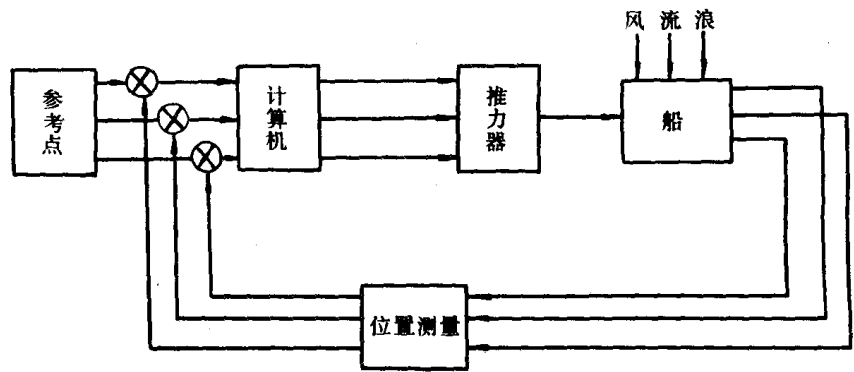 风 流 浪
参考点
计算机
推力器
船
位置测量